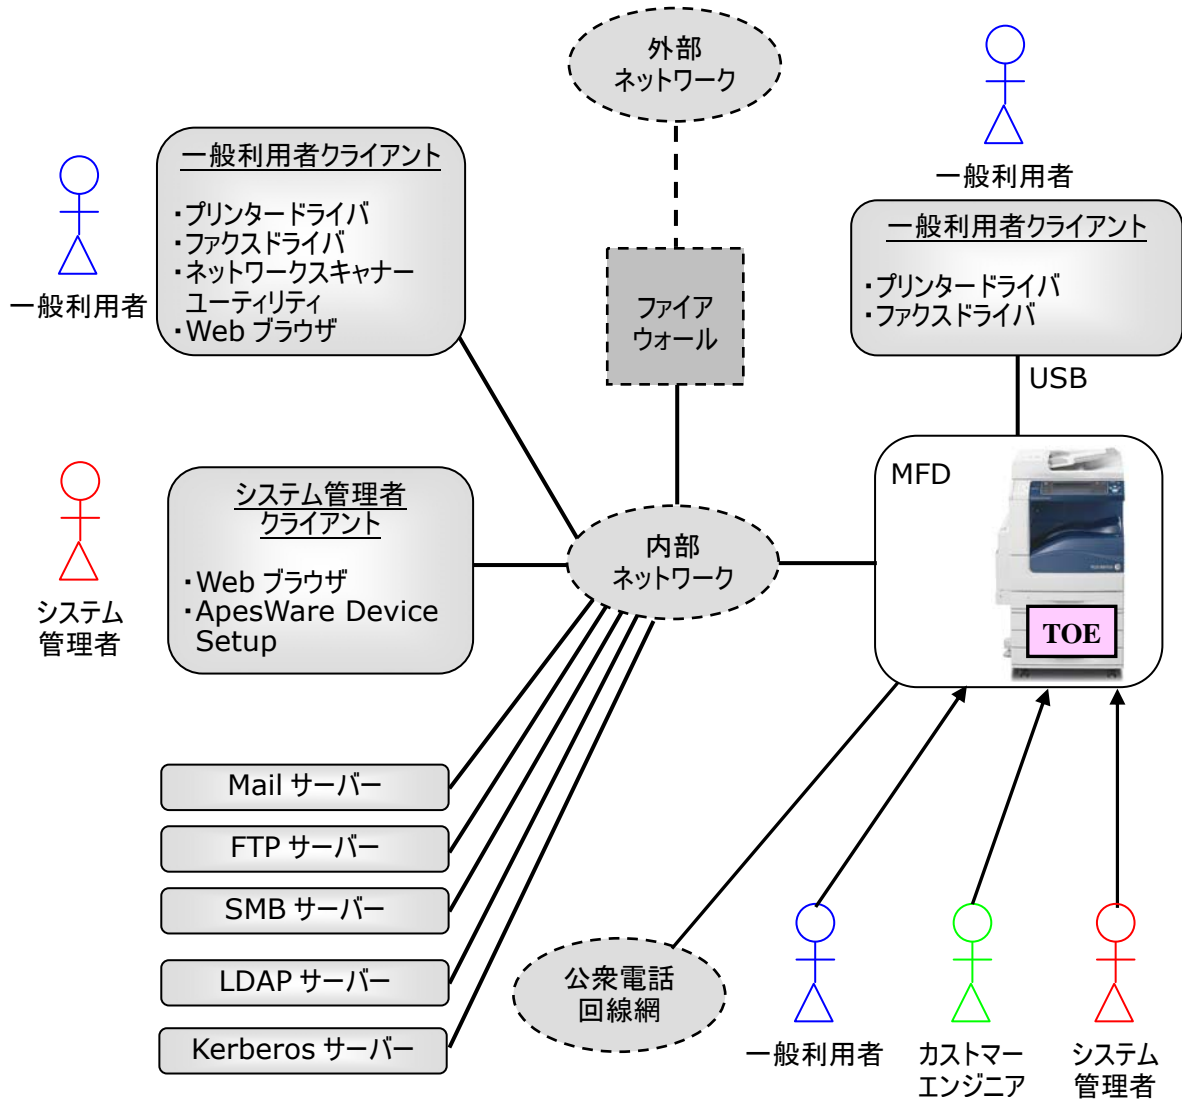 外部
ネットワーク
一般利用者
一般利用者クライアント
・プリンタードライバ
・ファクスドライバ
・ネットワークスキャナー
ユーティリティ
・Web ブラウザ
一般利用者
ファイア
ウォール
一般利用者クライアント
・プリンタードライバ
・ファクスドライバ
USB
MFD
TOE
システム管理者
クライアント
・Web ブラウザ
・ApesWare Device
Setup
システム
管理者
内部
ネットワーク
Mail サーバー
FTP サーバー
SMB サーバー
LDAP サーバー
Kerberos サーバー
公衆電話
回線網
一般利用者
カストマー
エンジニア
システム
管理者